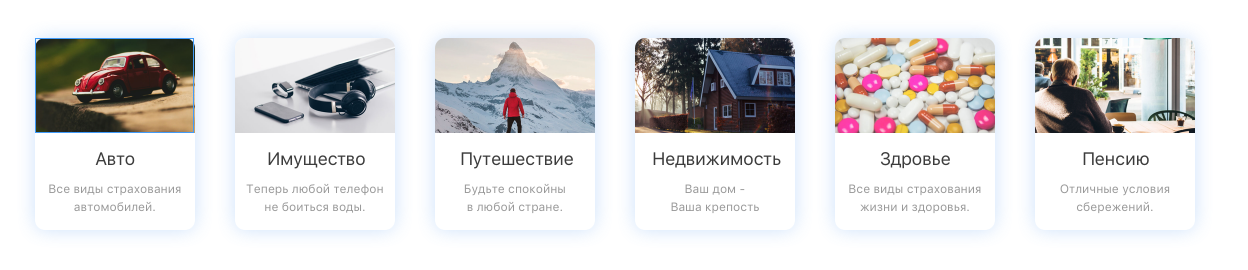 Авто
Все виды страхования
автомобилей.
Имущество
Теперь любой телефон
не боиться воды.
Путешествие
Будьте спокойны
в любой стране.
Недвижимость
Ваш дом -
Ваша крепость
Здровье
Все виды страхования
жизни и здоровья.
Пенсию
Отличные условия
сбережений.